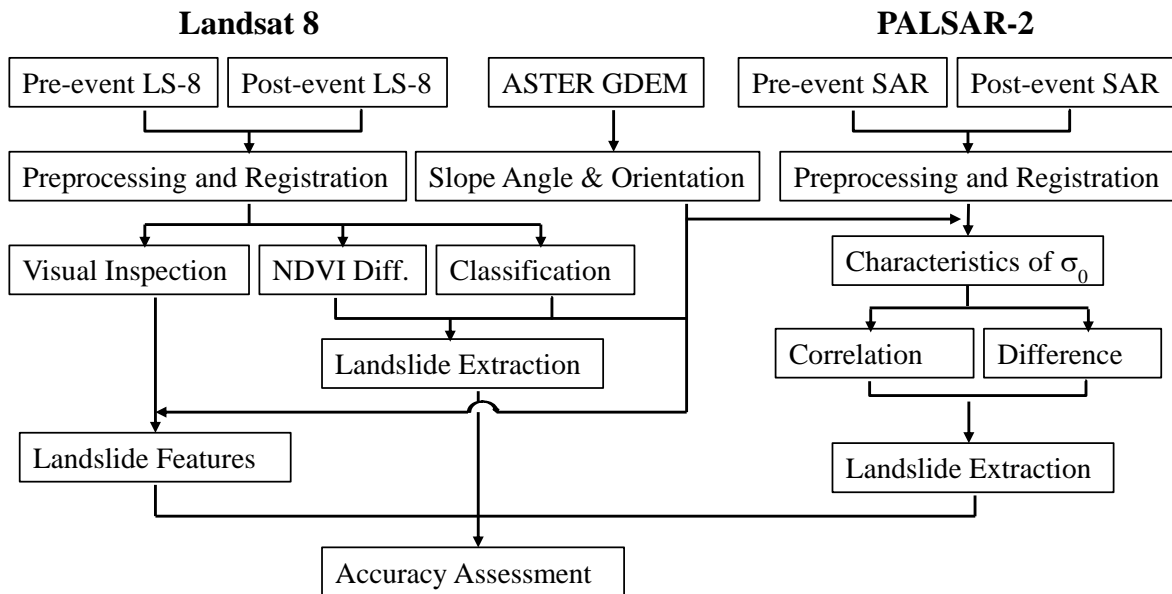 Landsat 8
PALSAR-2
Pre-event LS-8
Post-event LS-8
ASTER GDEM
Pre-event SAR
Post-event SAR
Preprocessing and Registration
Slope Angle & Orientation
Preprocessing and Registration
Visual Inspection
NDVI Diff.
Classification
Characteristics of σ₀
Landslide Extraction
Correlation
Difference
Landslide Features
Landslide Extraction
Accuracy Assessment